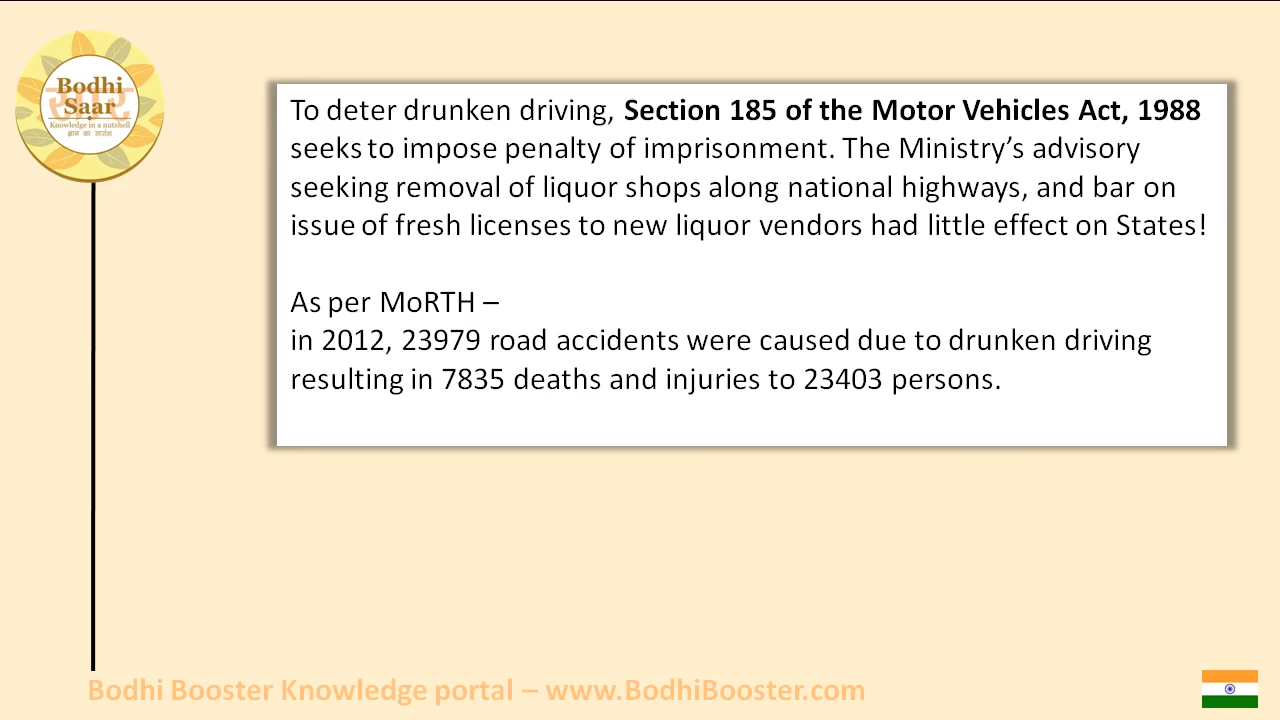 Bodhi
Saar
Knowledge in a nutshell
ज्ञान का सारांश
To deter drunken driving, Section 185 of the Motor Vehicles Act, 1988
seeks to impose penalty of imprisonment. The Ministry’s advisory
seeking removal of liquor shops along national highways, and bar on
issue of fresh licenses to new liquor vendors had little effect on States!
As per MoRTH –
in 2012, 23979 road accidents were caused due to drunken driving
resulting in 7835 deaths and injuries to 23403 persons.
Bodhi Booster Knowledge portal – www.BodhiBooster.com